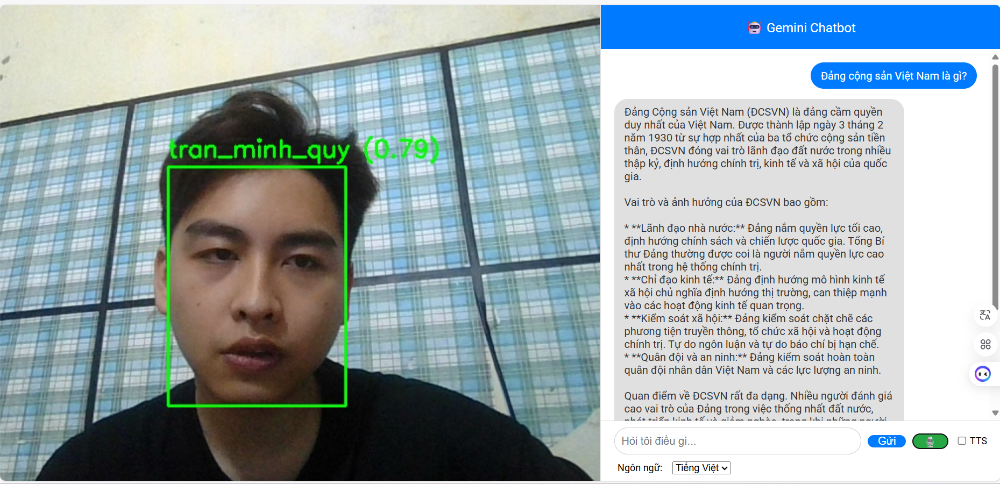 tran_minh_quy (0.79)
Gemini Chatbot
Đảng cộng sản Việt Nam là gì?
Đảng Cộng sản Việt Nam (ĐCSVN) là đảng cầm quyền
duy nhất của Việt Nam. Được thành lập ngày 3 tháng 2
năm 1930 từ sự hợp nhất của ba tổ chức cộng sản tiền
thân, ĐCSVN đóng vai trò lãnh đạo đất nước trong nhiều
thập kỷ, định hướng chính trị, kinh tế và xã hội của quốc
gia.
Vai trò và ảnh hưởng của ĐCSVN bao gồm:
* **Lãnh đạo nhà nước:** Đảng nắm quyền lực tối cao,
định hướng chính sách và chiến lược quốc gia. Tổng Bí
thư Đảng thường được coi là người nắm quyền lực cao
nhất trong hệ thống chính trị.
* **Chỉ đạo kinh tế:** Đảng định hướng mô hình kinh tế
xã hội chủ nghĩa định hướng thị trường, can thiệp mạnh
vào các hoạt động kinh tế quan trọng.
* **Kiểm soát xã hội:** Đảng kiểm soát chặt chẽ các
phương tiện truyền thông, tổ chức xã hội và hoạt động
chính trị. Tự do ngôn luận và tự do báo chí bị hạn chế.
* **Quân đội và an ninh:** Đảng kiểm soát hoàn toàn
quân đội nhân dân Việt Nam và các lực lượng an ninh.
Quan điểm về ĐCSVN rất đa dạng. Nhiều người đánh giá
cao vai trò của Đảng trong việc thống nhất đất nước,
phát triển kinh tế và giảm nghèo, trong khi những người
Hỏi tôi điều gì...
Gửi
TTS
Ngôn ngữ:
Tiếng Việt